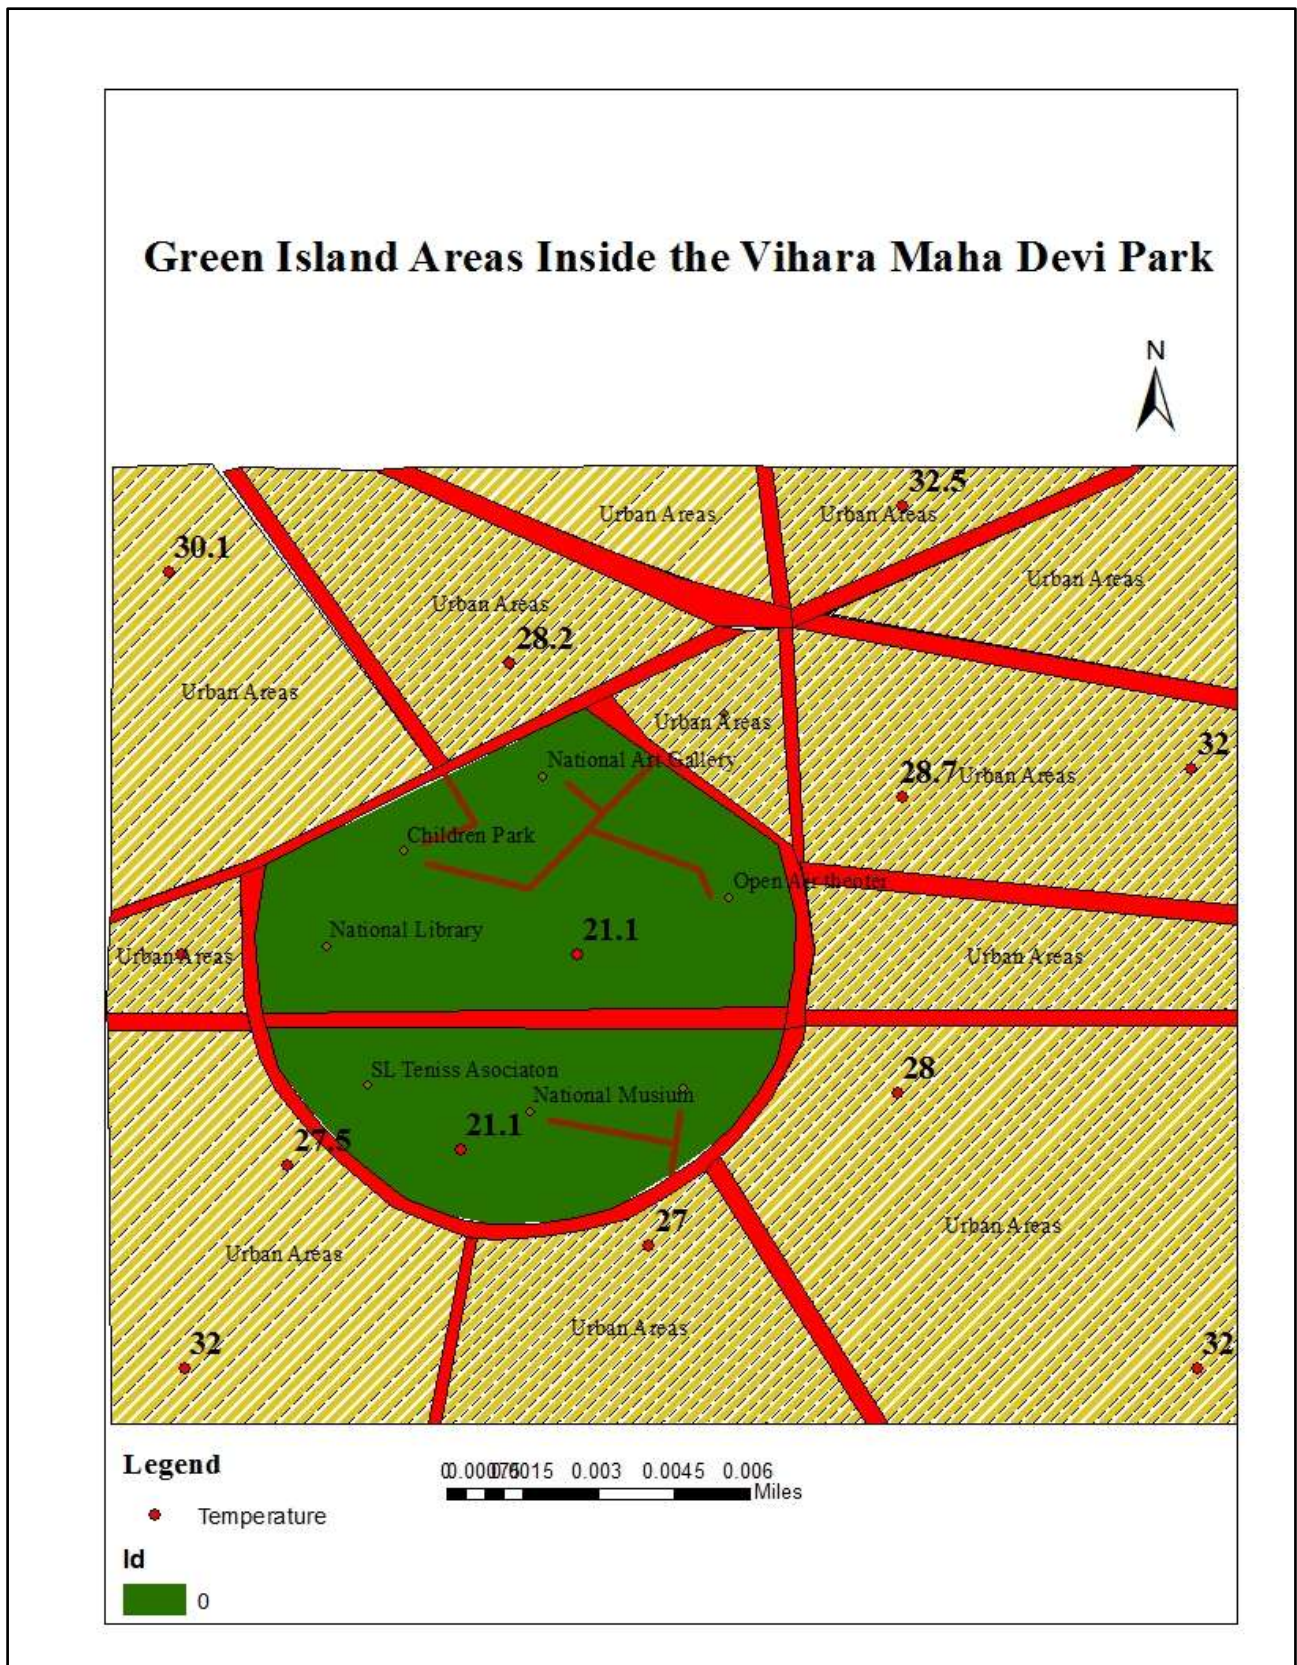 Green Island Areas Inside the Vihara Maha Devi Park
N
32.5
Urban Areas
Urban Areas
30.1
Urban Areas
Urban Areas
28.2
Urban Areas
Urban Areas
32
National Art Gallery
28.7
Urban Areas
Children Park
Open Aer theoter
National Library
21.1
Urban Areas
Urban Areas
SL Teniss Asociaton
28
National Musium
21.1
27.5
27
Urban Areas
Urban Areas
Urban Areas
32
32
Legend
0 0.003 0.0045 0.006
Miles
Temperature
Id
0